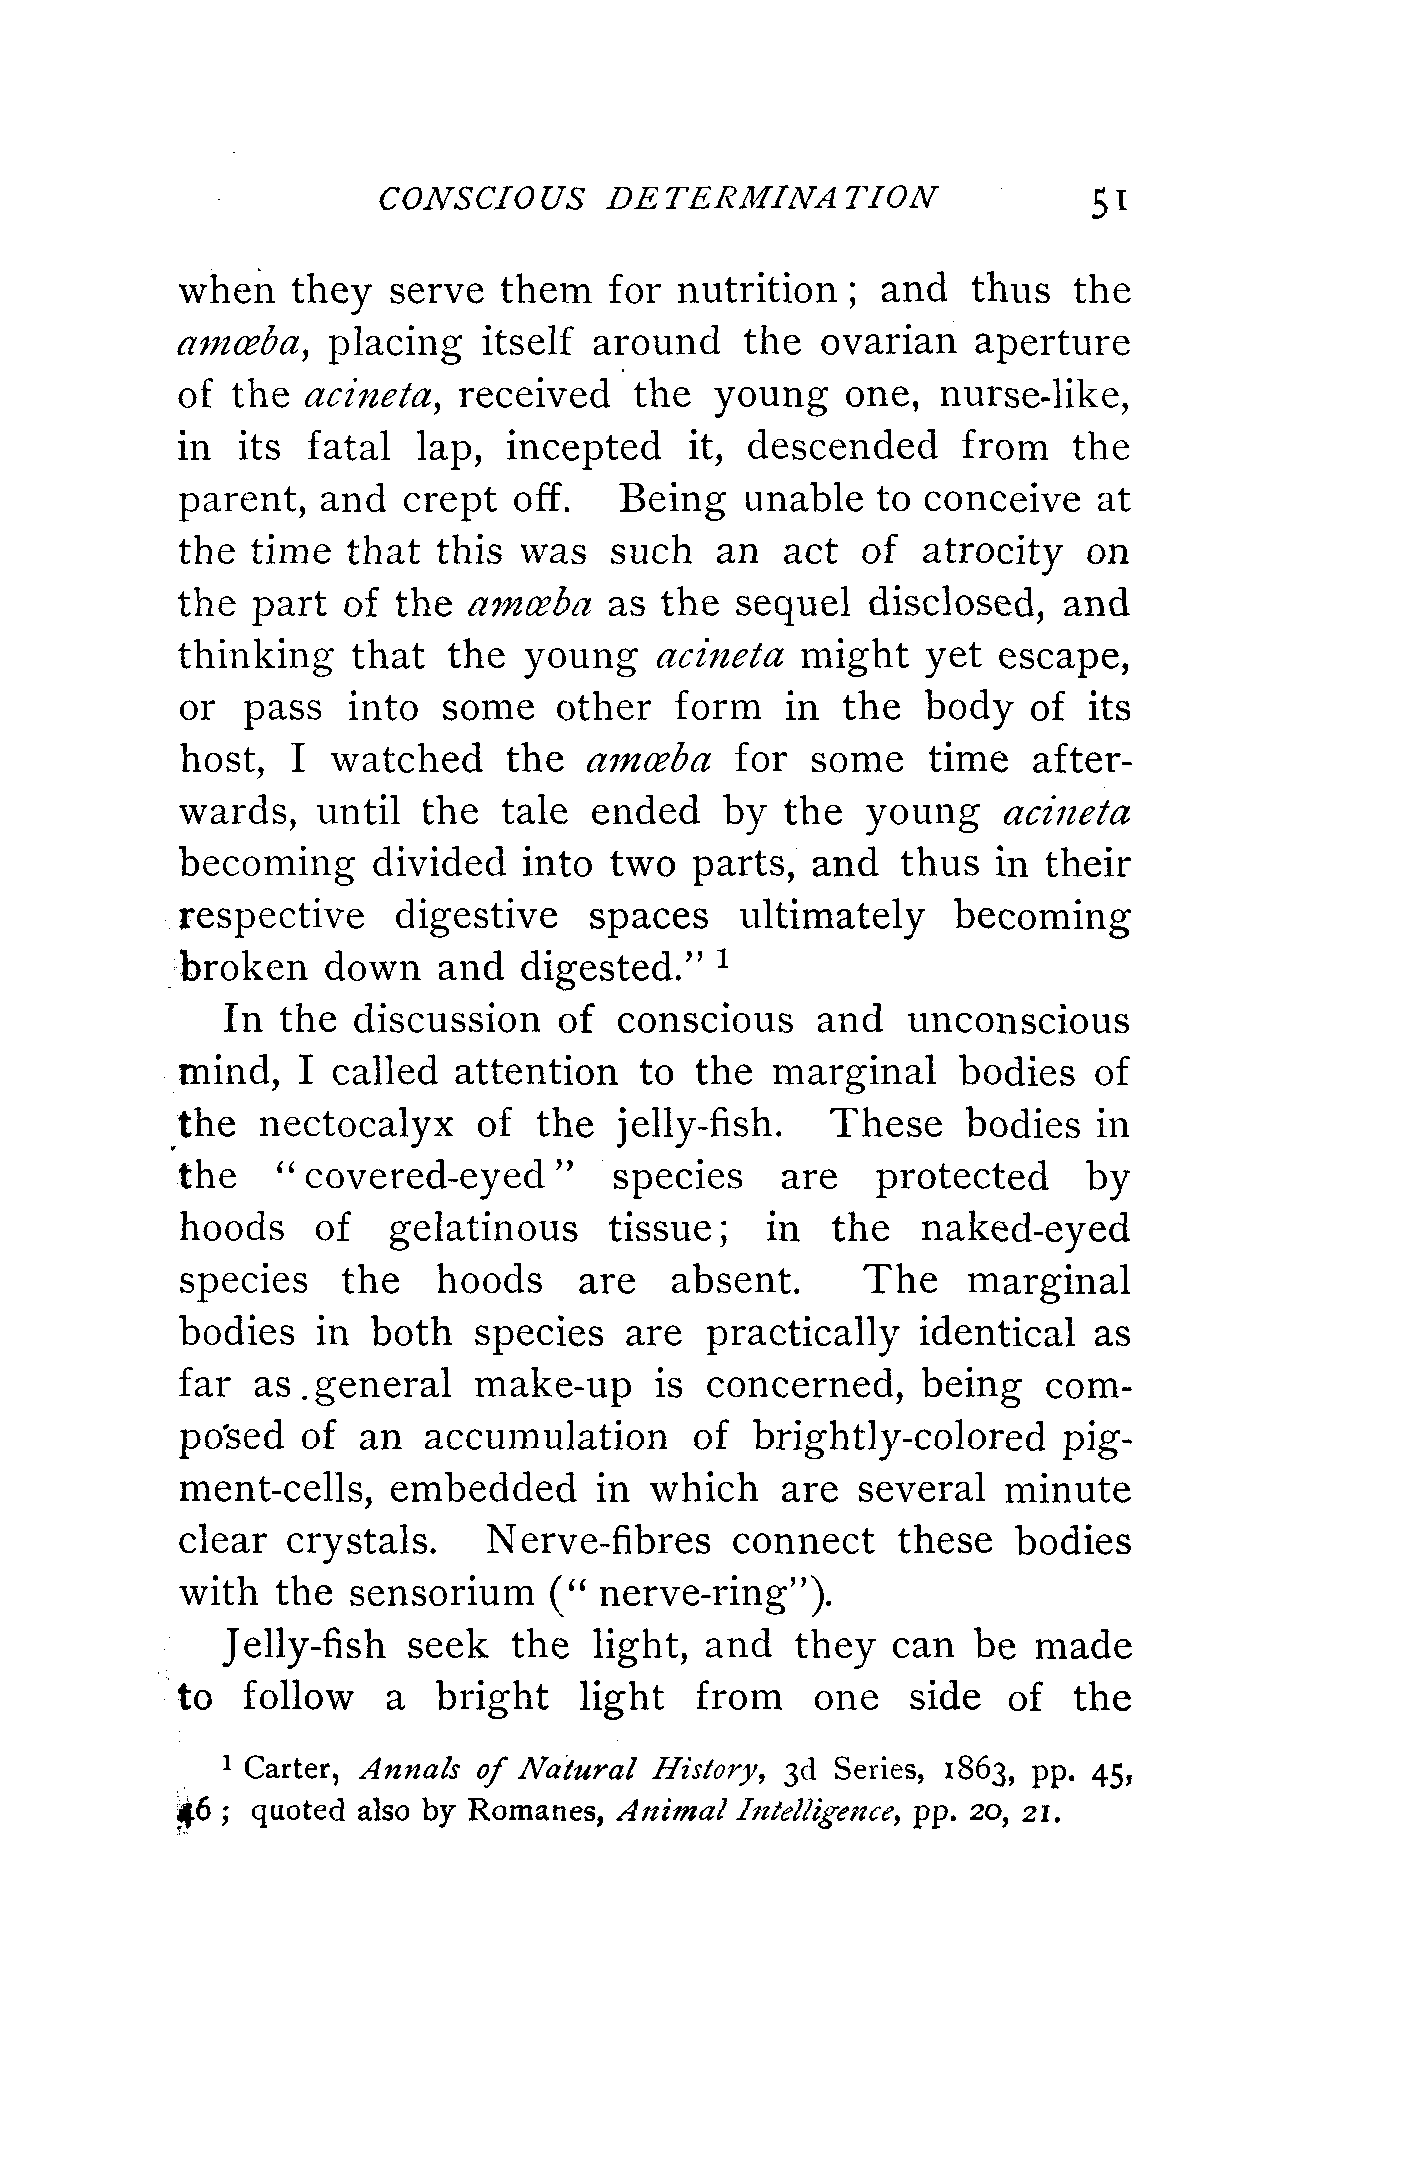 CONSCIOUS DETERMINATION 51
when they serve them for nutrition; and thus the
amœba, placing itself around the ovarian aperture
of the acineta, received the young one, nurse-like,
in its fatal lap, incepted it, descended from the
parent, and crept off. Being unable to conceive at
the time that this was such an act of atrocity on
the part of the amœba as the sequel disclosed, and
thinking that the young acineta might yet escape,
or pass into some other form in the body of its
host, I watched the amœba for some time after-
wards, until the tale ended by the young acineta
becoming divided into two parts, and thus in their
respective digestive spaces ultimately becoming
broken down and digested." 1
In the discussion of conscious and unconscious
mind, I called attention to the marginal bodies of
the nectocalyx of the jelly-fish. These bodies in
the "covered-eyed" species are protected by
hoods of gelatinous tissue; in the naked-eyed
species the hoods are absent. The marginal
bodies in both species are practically identical as
far as general make-up is concerned, being com-
posed of an accumulation of brightly-colored pig-
ment-cells, embedded in which are several minute
clear crystals. Nerve-fibres connect these bodies
with the sensorium ("nerve-ring").
Jelly-fish seek the light, and they can be made
to follow a bright light from one side of the
1 Carter, Annals of Natural History, 3d Series, 1863, pp. 45,
46; quoted also by Romanes, Animal Intelligence, pp. 20, 21.